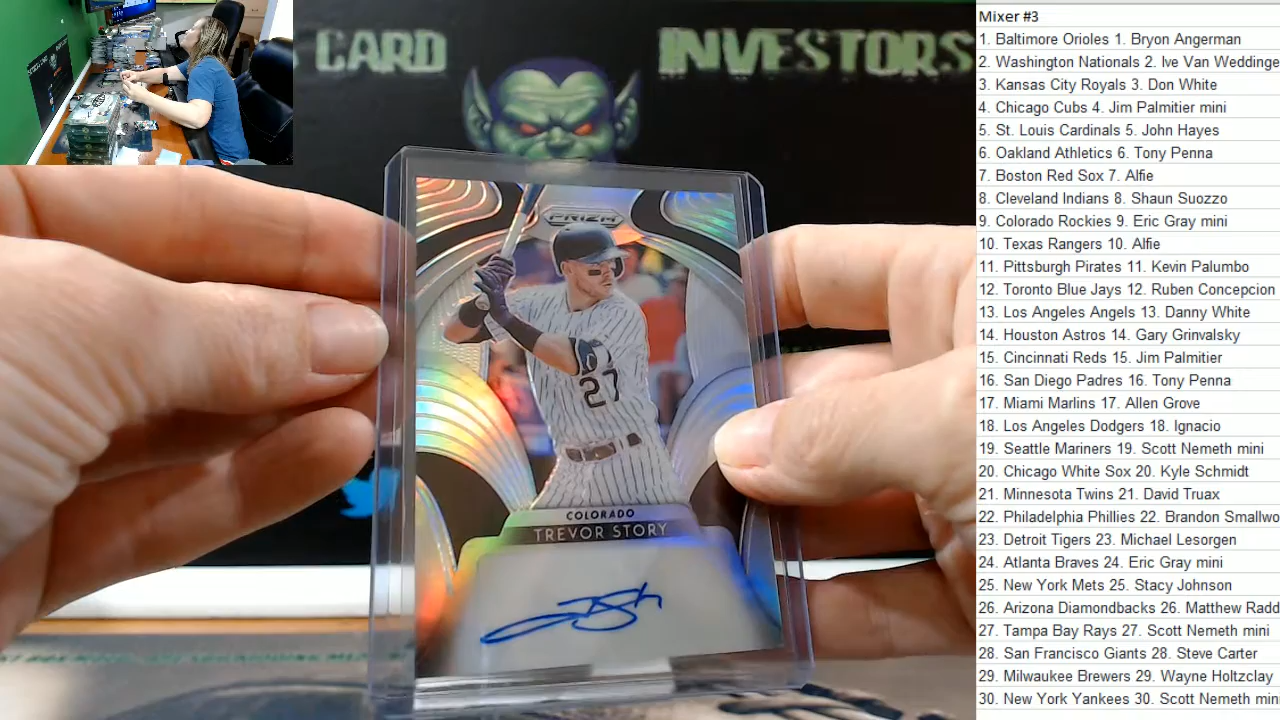 CARD INVESTORS
PRIZM
27
COLORADO
TREVOR STORY
Mixer #3
1. Baltimore Orioles 1. Bryon Angerman
2. Washington Nationals 2. Ive Van Weddinge
3. Kansas City Royals 3. Don White
4. Chicago Cubs 4. Jim Palmitier mini
5. St. Louis Cardinals 5. John Hayes
6. Oakland Athletics 6. Tony Penna
7. Boston Red Sox 7. Alfie
8. Cleveland Indians 8. Shaun Suozzo
9. Colorado Rockies 9. Eric Gray mini
10. Texas Rangers 10. Alfie
11. Pittsburgh Pirates 11. Kevin Palumbo
12. Toronto Blue Jays 12. Ruben Concepcion
13. Los Angeles Angels 13. Danny White
14. Houston Astros 14. Gary Grinvalsky
15. Cincinnati Reds 15. Jim Palmitier
16. San Diego Padres 16. Tony Penna
17. Miami Marlins 17. Allen Grove
18. Los Angeles Dodgers 18. Ignacio
19. Seattle Mariners 19. Scott Nemeth mini
20. Chicago White Sox 20. Kyle Schmidt
21. Minnesota Twins 21. David Truax
22. Philadelphia Phillies 22. Brandon Smallwo
23. Detroit Tigers 23. Michael Lesorgen
24. Atlanta Braves 24. Eric Gray mini
25. New York Mets 25. Stacy Johnson
26. Arizona Diamondbacks 26. Matthew Radd
27. Tampa Bay Rays 27. Scott Nemeth mini
28. San Francisco Giants 28. Steve Carter
29. Milwaukee Brewers 29. Wayne Holtzclay
30. New York Yankees 30. Scott Nemeth min